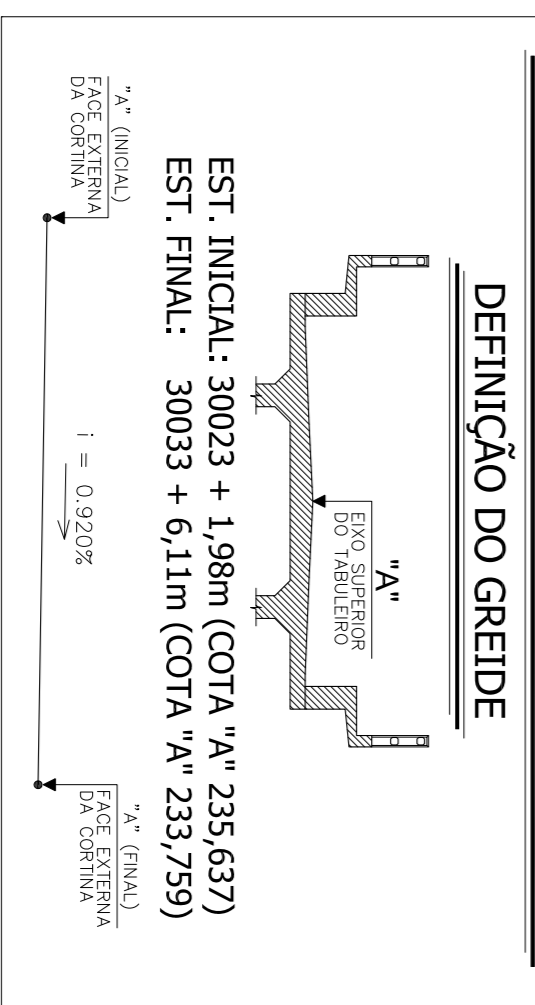 DEFINIÇÃO DO GREIDE
"A"
EIXO SUPERIOR
DO TABULEIRO
EST. INICIAL: 30023 + 1,98m (COTA "A" 235,637)
EST. FINAL: 30033 + 6,11m (COTA "A" 233,759)
"A" (INICIAL)
FACE EXTERNA
DA CORTINA
i = 0.920%
"A" (FINAL)
FACE EXTERNA
DA CORTINA